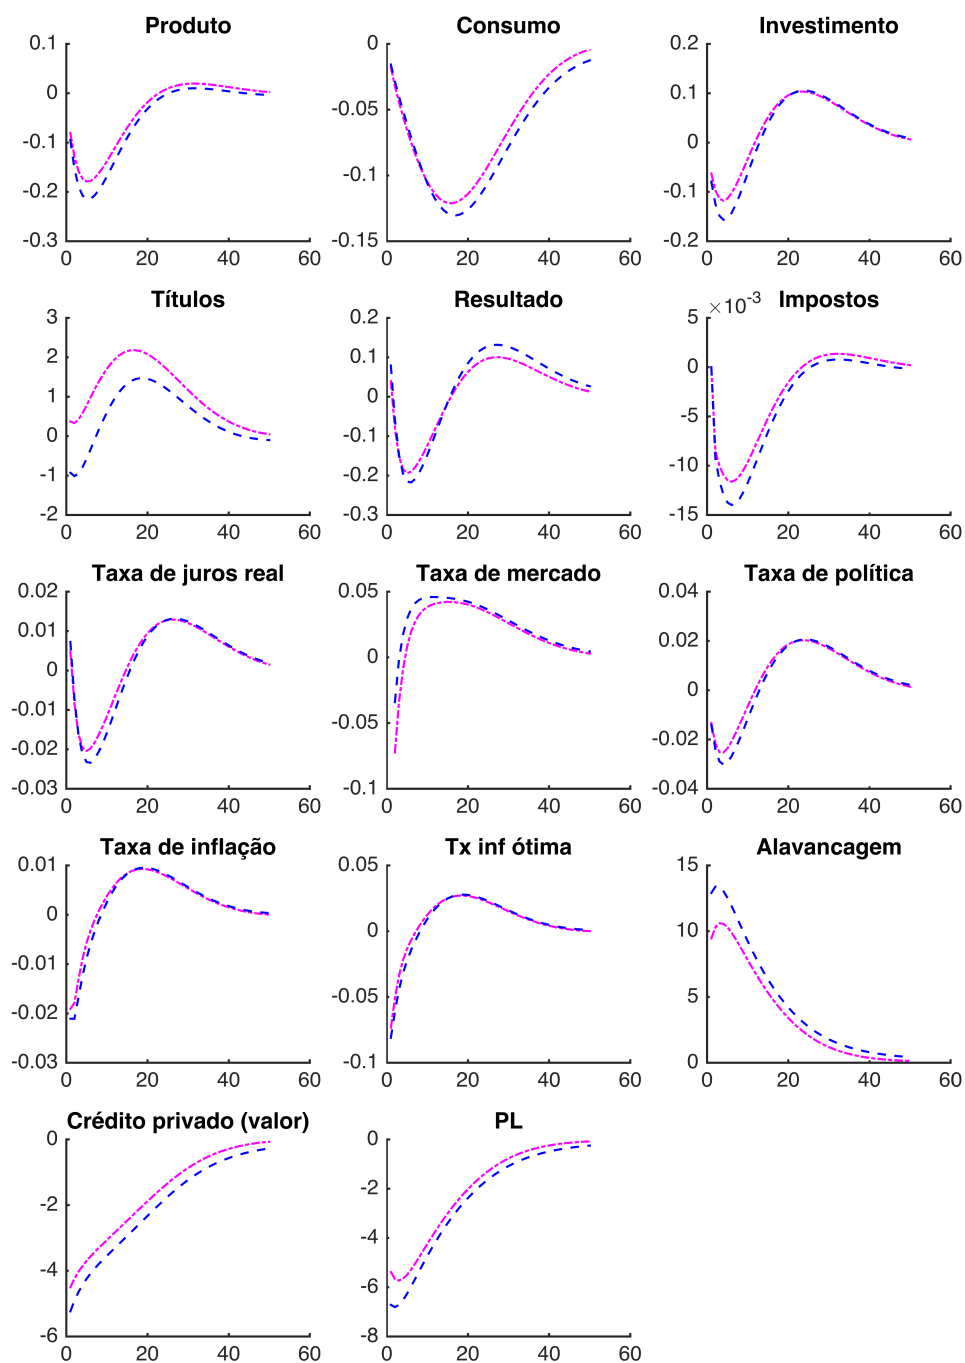 Produto
0.1
0
-0.1
-0.2
-0.3
0 20 40 60
Consumo
0
-0.05
-0.1
-0.15
0 20 40 60
Investimento
0.2
0.1
0
-0.1
-0.2
0 20 40 60
Títulos
3
2
1
0
-1
-2
0 20 40 60
Resultado
0.2
0.1
0
-0.1
-0.2
-0.3
0 20 40 60
×10⁻³ Impostos
5
0
-5
-10
-15
0 20 40 60
Taxa de juros real
0.02
0.01
0
-0.01
-0.02
-0.03
0 20 40 60
Taxa de mercado
0.05
0
-0.05
-0.1
0 20 40 60
Taxa de política
0.04
0.02
0
-0.02
-0.04
0 20 40 60
Taxa de inflação
0.01
0
-0.01
-0.02
-0.03
0 20 40 60
Tx inf ótima
0.05
0
-0.05
-0.1
0 20 40 60
Alavancagem
15
10
5
0
0 20 40 60
Crédito privado (valor)
0
-2
-4
-6
0 20 40 60
PL
0
-2
-4
-6
-8
0 20 40 60